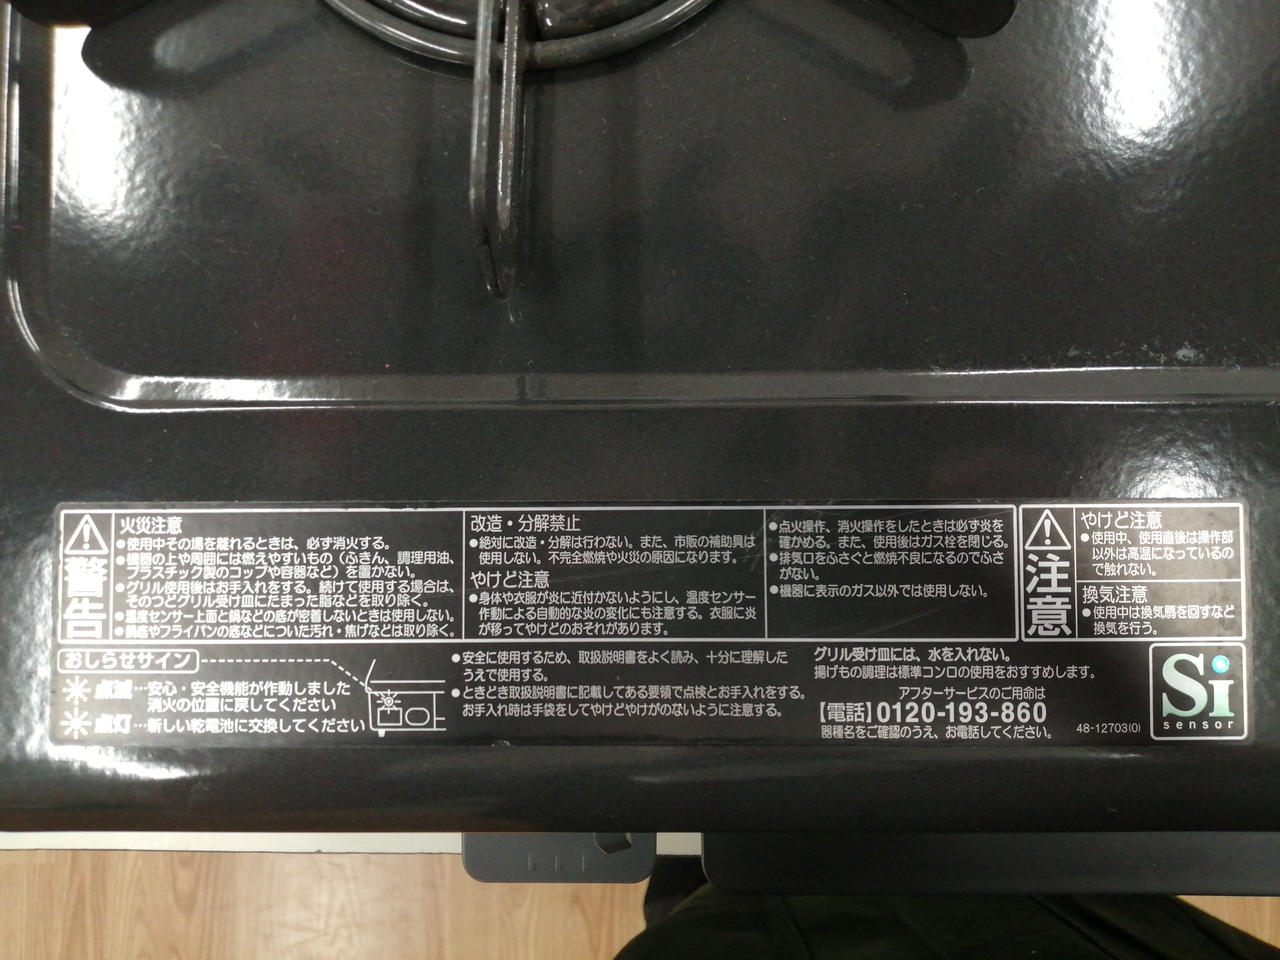 警告
火災注意
●使用中その場を離れるときは、必ず消火する。
●機器の上や周囲には燃えやすいもの(ふきん、調理用油、
プラスチック製のコップや容器など)を置かない。
●グリル使用後はお手入れをする。続けて使用する場合は、
そのつどグリル受け皿にたまった脂などを取り除く。
●温度センサー上面と鍋などの底が密着しないときは使用しない。
●鍋底やフライパンの底などについた汚れ・焦げなどは取り除く。
改造・分解禁止
●絶対に改造・分解は行わない。また、市販の補助具は
使用しない。不完全燃焼や火災の原因になります。
やけど注意
●身体や衣服が炎に近付かないようにし、温度センサー
作動による自動的な炎の変化にも注意する。衣服に炎
が移ってやけどのおそれがあります。
●点火操作、消火操作をしたときは必ず炎を
確かめる。また、使用後はガス栓を閉じる。
●排気口をふさぐと燃焼不良になるのでふさ
がない。
●機器に表示のガス以外では使用しない。
注意
やけど注意
●使用中、使用直後は操作部
以外は高温になっているの
で触れない。
換気注意
●使用中は換気扇を回すなど
換気を行う。
おしらせサイン
点滅…安心・安全機能が作動しました
消火の位置に戻してください
点灯…新しい乾電池に交換してください
●安全に使用するため、取扱説明書をよく読み、十分に理解した
うえで使用する。
●ときどき取扱説明書に記載してある要領で点検とお手入れをする。
お手入れ時は手袋をしてやけどやけがのないように注意する。
グリル受け皿には、水を入れない。
揚げもの調理は標準コンロの使用をおすすめします。
アフターサービスのご用命は
【電話】0120-193-860
器種名をご確認のうえ、お電話してください。
48-12703(0)
Si
sensor